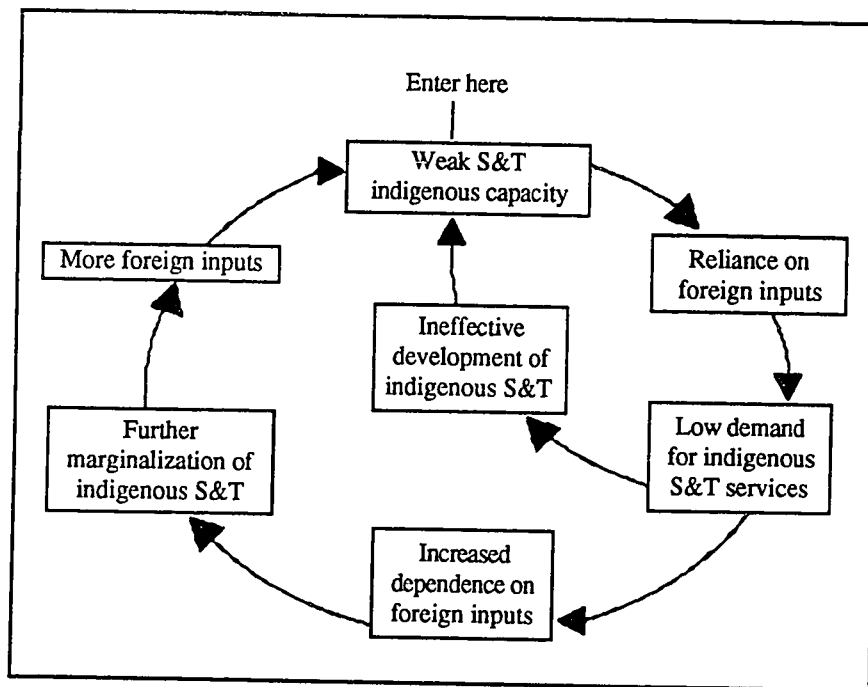 Enter here
Weak S&T
indigenous capacity
Reliance on
foreign inputs
Low demand
for indigenous
S&T services
Ineffective
development of
indigenous S&T
Increased
dependence on
foreign inputs
Further
marginalization of
indigenous S&T
More foreign inputs